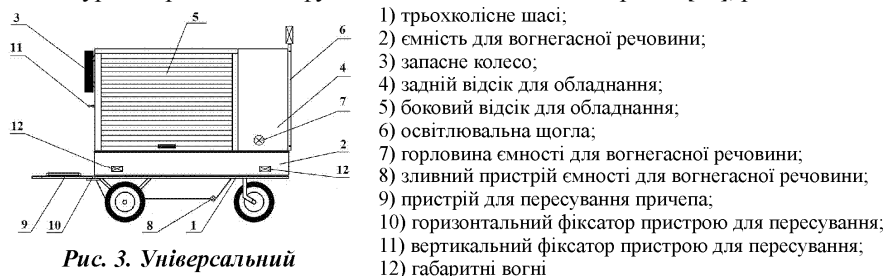 1) трьохколісне шасі;
2) ємність для вогнегасної речовини;
3) запасне колесо;
4) задній відсік для обладнання;
5) боковий відсік для обладнання;
6) освітлювальна щогла;
7) горловина ємності для вогнегасної речовини;
8) зливний пристрій ємності для вогнегасної речовини;
9) пристрій для пересування причепа;
10) горизонтальний фіксатор пристрою для пересування;
11) вертикальний фіксатор пристрою для пересування;
12) габаритні вогні
3
5
11
6
4
7
12
2
12
9
10
8
1
Рис. 3. Універсальний